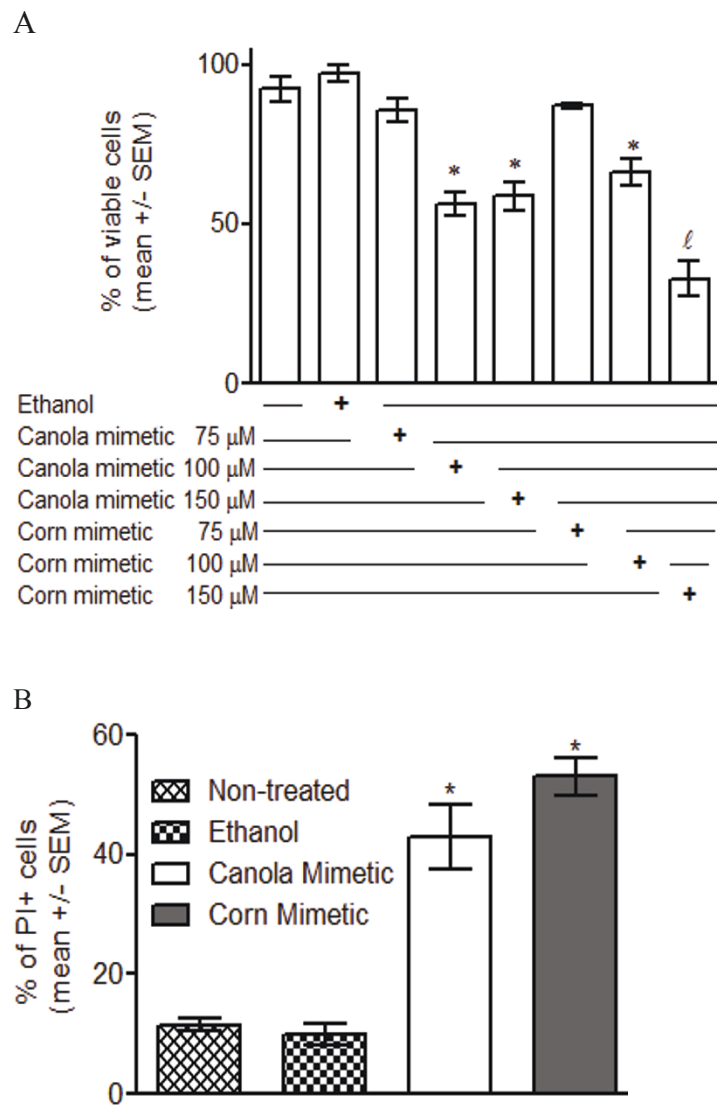 A
% of viable cells
(mean +/- SEM)
100
50
0
* * * * ℓ
Ethanol +
Canola mimetic 75 µM +
Canola mimetic 100 µM +
Canola mimetic 150 µM +
Corn mimetic 75 µM +
Corn mimetic 100 µM +
Corn mimetic 150 µM +
B
% of PI+ cells
(mean +/- SEM)
60
40
20
0
Non-treated
Ethanol
Canola Mimetic
Corn Mimetic
*
*